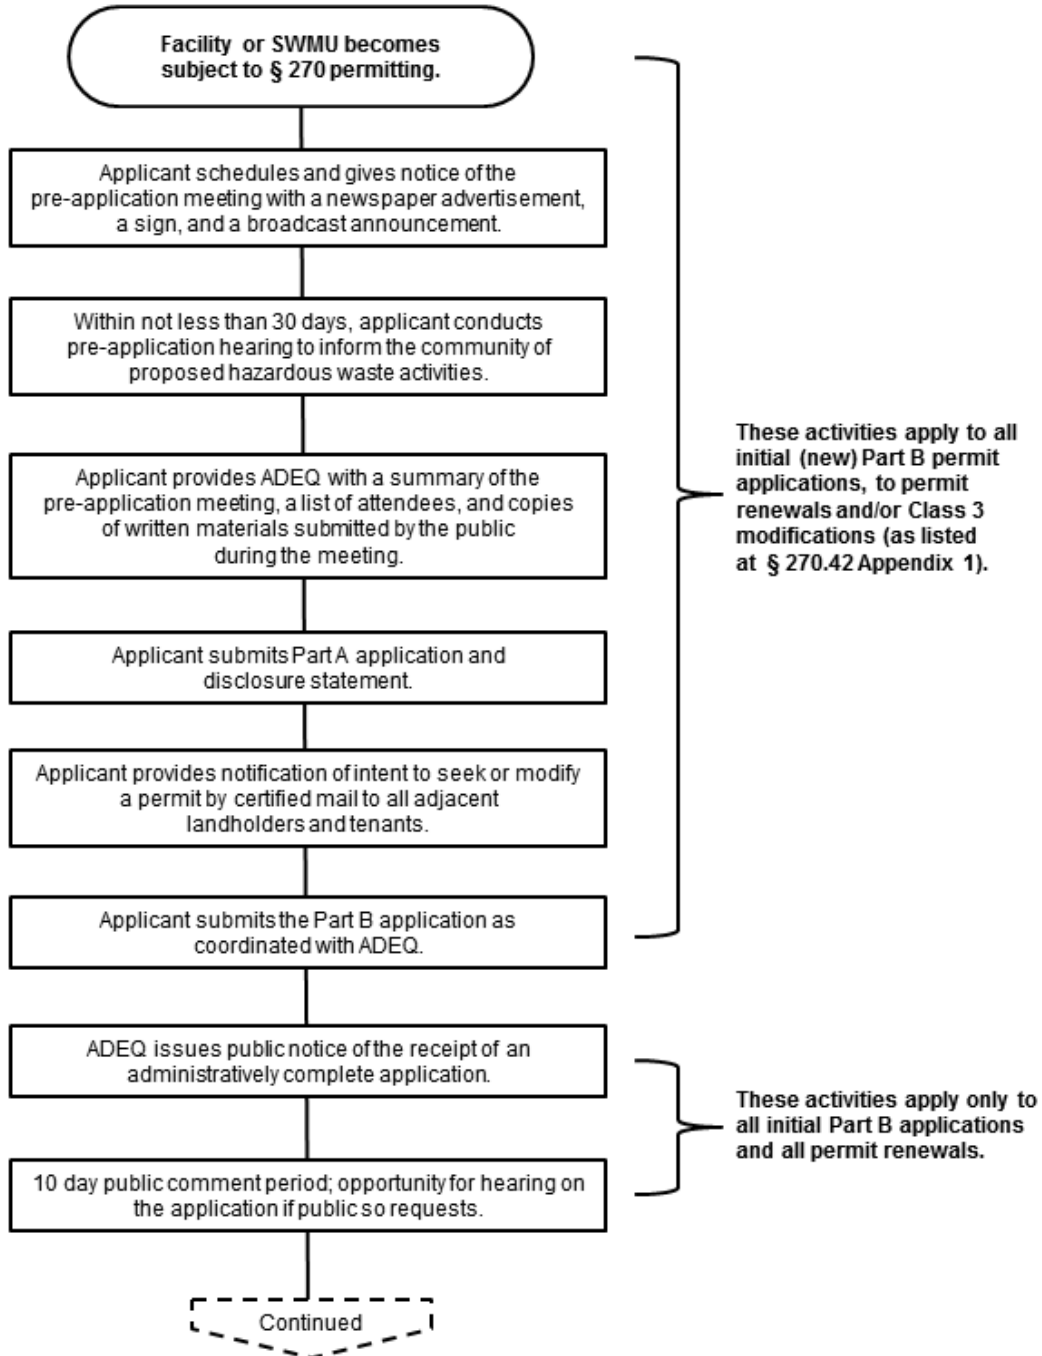 Facility or SWMU becomes
subject to § 270 permitting.
Applicant schedules and gives notice of the
pre-application meeting with a newspaper advertisement,
a sign, and a broadcast announcement.
Within not less than 30 days, applicant conducts
pre-application hearing to inform the community of
proposed hazardous waste activities.
Applicant provides ADEQ with a summary of the
pre-application meeting, a list of attendees, and copies
of written materials submitted by the public
during the meeting.
Applicant submits Part A application and
disclosure statement.
Applicant provides notification of intent to seek or modify
a permit by certified mail to all adjacent
landholders and tenants.
Applicant submits the Part B application as
coordinated with ADEQ.
These activities apply to all
initial (new) Part B permit
applications, to permit
renewals and/or Class 3
modifications (as listed
at § 270.42 Appendix 1).
ADEQ issues public notice of the receipt of an
administratively complete application.
10 day public comment period; opportunity for hearing on
the application if public so requests.
These activities apply only to
all initial Part B applications
and all permit renewals.
Continued